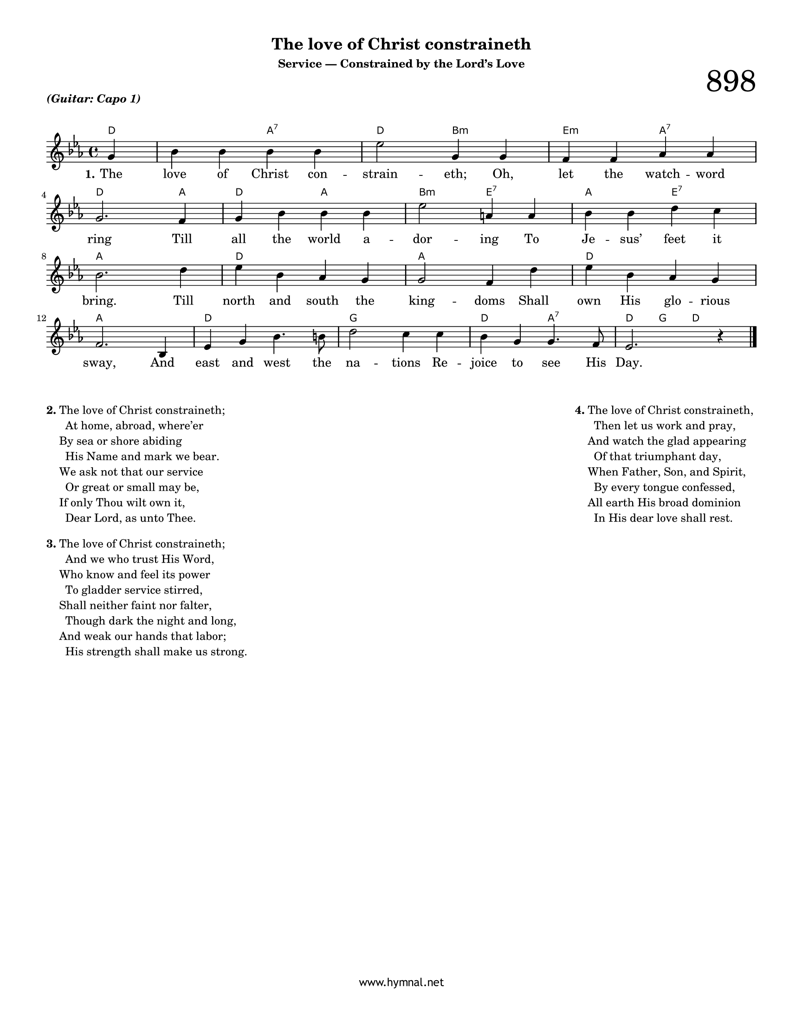 The love of Christ constraineth
Service — Constrained by the Lord's Love
898
(Guitar: Capo 1)
D A7 D Bm Em A7
1. The love of Christ con - strain - eth; Oh, let the watch - word
4 D A D A Bm E7 A E7
ring Till all the world a - dor - ing To Je - sus' feet it
8 A D A D
bring. Till north and south the king - doms Shall own His glo - rious
12 A D G D A7 D G D
sway, And east and west the na - tions Re - joice to see His Day.
2. The love of Christ constraineth;
At home, abroad, where'er
By sea or shore abiding
His Name and mark we bear.
We ask not that our service
Or great or small may be,
If only Thou wilt own it,
Dear Lord, as unto Thee.
3. The love of Christ constraineth;
And we who trust His Word,
Who know and feel its power
To gladder service stirred,
Shall neither faint nor falter,
Though dark the night and long,
And weak our hands that labor;
His strength shall make us strong.
4. The love of Christ constraineth,
Then let us work and pray,
And watch the glad appearing
Of that triumphant day,
When Father, Son, and Spirit,
By every tongue confessed,
All earth His broad dominion
In His dear love shall rest.
www.hymnal.net